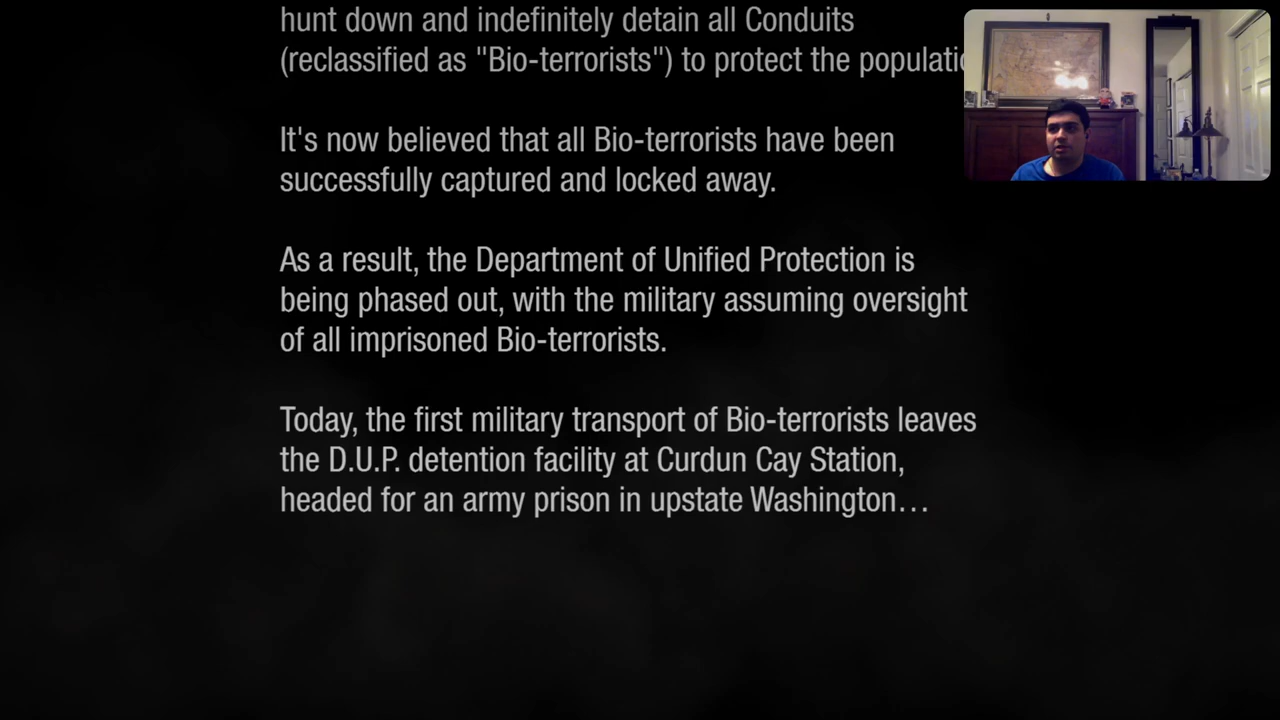 hunt down and indefinitely detain all Conduits
(reclassified as "Bio-terrorists") to protect the populatio
It's now believed that all Bio-terrorists have been
successfully captured and locked away.
As a result, the Department of Unified Protection is
being phased out, with the military assuming oversight
of all imprisoned Bio-terrorists.
Today, the first military transport of Bio-terrorists leaves
the D.U.P. detention facility at Curdun Cay Station,
headed for an army prison in upstate Washington…